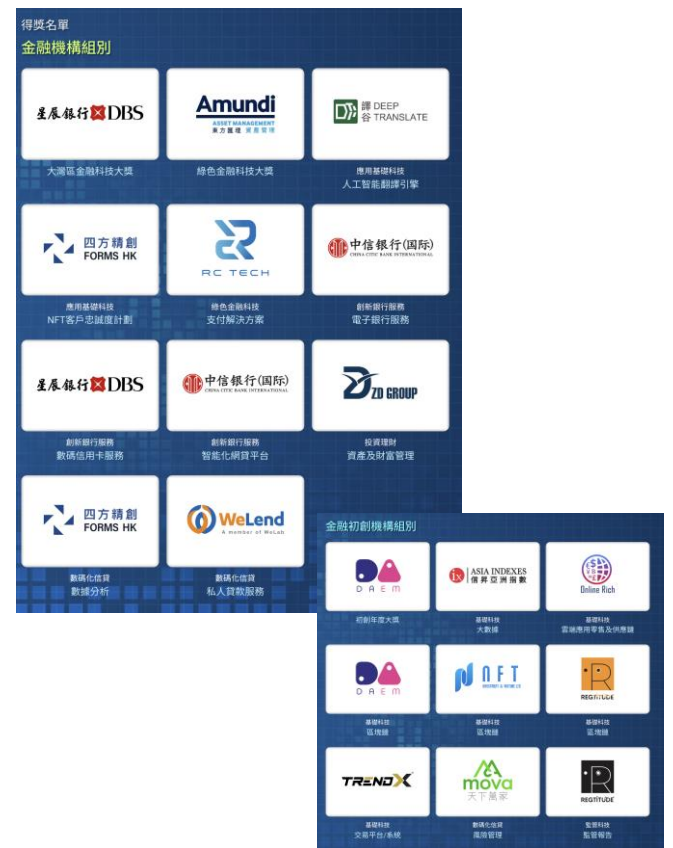 得獎名單
金融機構組別
星展銀行 DBS
Amundi
ASSET MANAGEMENT
東方匯理 資產管理
譯 DEEP
谷 TRANSLATE
大灣區金融科技大獎
綠色金融科技大獎
應用基礎科技
人工智能翻譯引擎
四方精創
FORMS HK
RC TECH
中信银行(国际)
CHINA CITIC BANK INTERNATIONAL
應用基礎科技
NFT客戶忠誠度計劃
綠色金融科技
支付解決方案
創新銀行服務
電子銀行服務
星展銀行 DBS
中信银行(国际)
CHINA CITIC BANK INTERNATIONAL
ZD GROUP
創新銀行服務
數碼信用卡服務
創新銀行服務
智能化網貸平台
投資理財
資產及財富管理
四方精創
FORMS HK
WeLend
A member of WeLab
數碼化信貸
數據分析
數碼化信貸
私人貸款服務
金融初創機構組別
DAEM
ix ASIA INDEXES
信昇亞洲指數
Online Rich
初創年度大獎
基礎科技
大數據
基礎科技
雲端應用零售及供應鏈
DAEM
NFT
REGTITUDE
基礎科技
區塊鏈
基礎科技
區塊鏈
基礎科技
區塊鏈
TRENDX
mova
天下萬家
REGTITUDE
基礎科技
交易平台/系統
數碼化信貸
風險管理
監管科技
監管報告